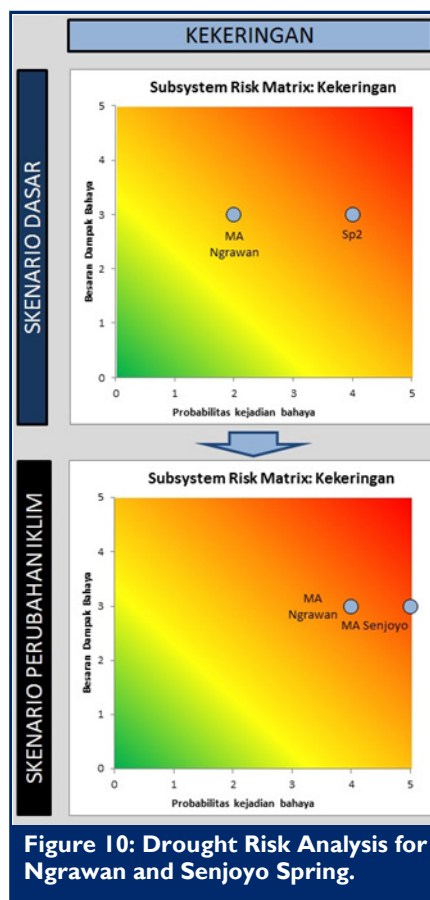 KEKERINGAN
SKENARIO DASAR
Subsystem Risk Matrix: Kekeringan
Besaran Dampak Bahaya
5
4
3
2
1
0
MA
Ngrawan
Sp2
0 1 2 3 4 5
Probabilitas kejadian bahaya
SKENARIO PERUBAHAN IKLIM
Subsystem Risk Matrix: Kekeringan
Besaran Dampak Bahaya
5
4
3
2
1
0
MA
Ngrawan
MA Senjoyo
0 1 2 3 4 5
Probabilitas kejadian bahaya
Figure 10: Drought Risk Analysis for
Ngrawan and Senjoyo Spring.